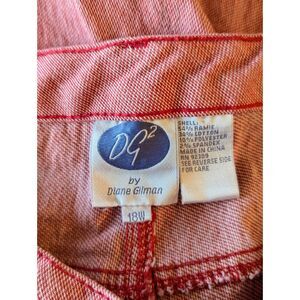 DG2
by
Diane Gilman
18W
SHELL:
54% RAMIE
34% COTTON
10% POLYESTER
2% SPANDEX
MADE IN CHINA
RN 92399
SEE REVERSE SIDE
FOR CARE